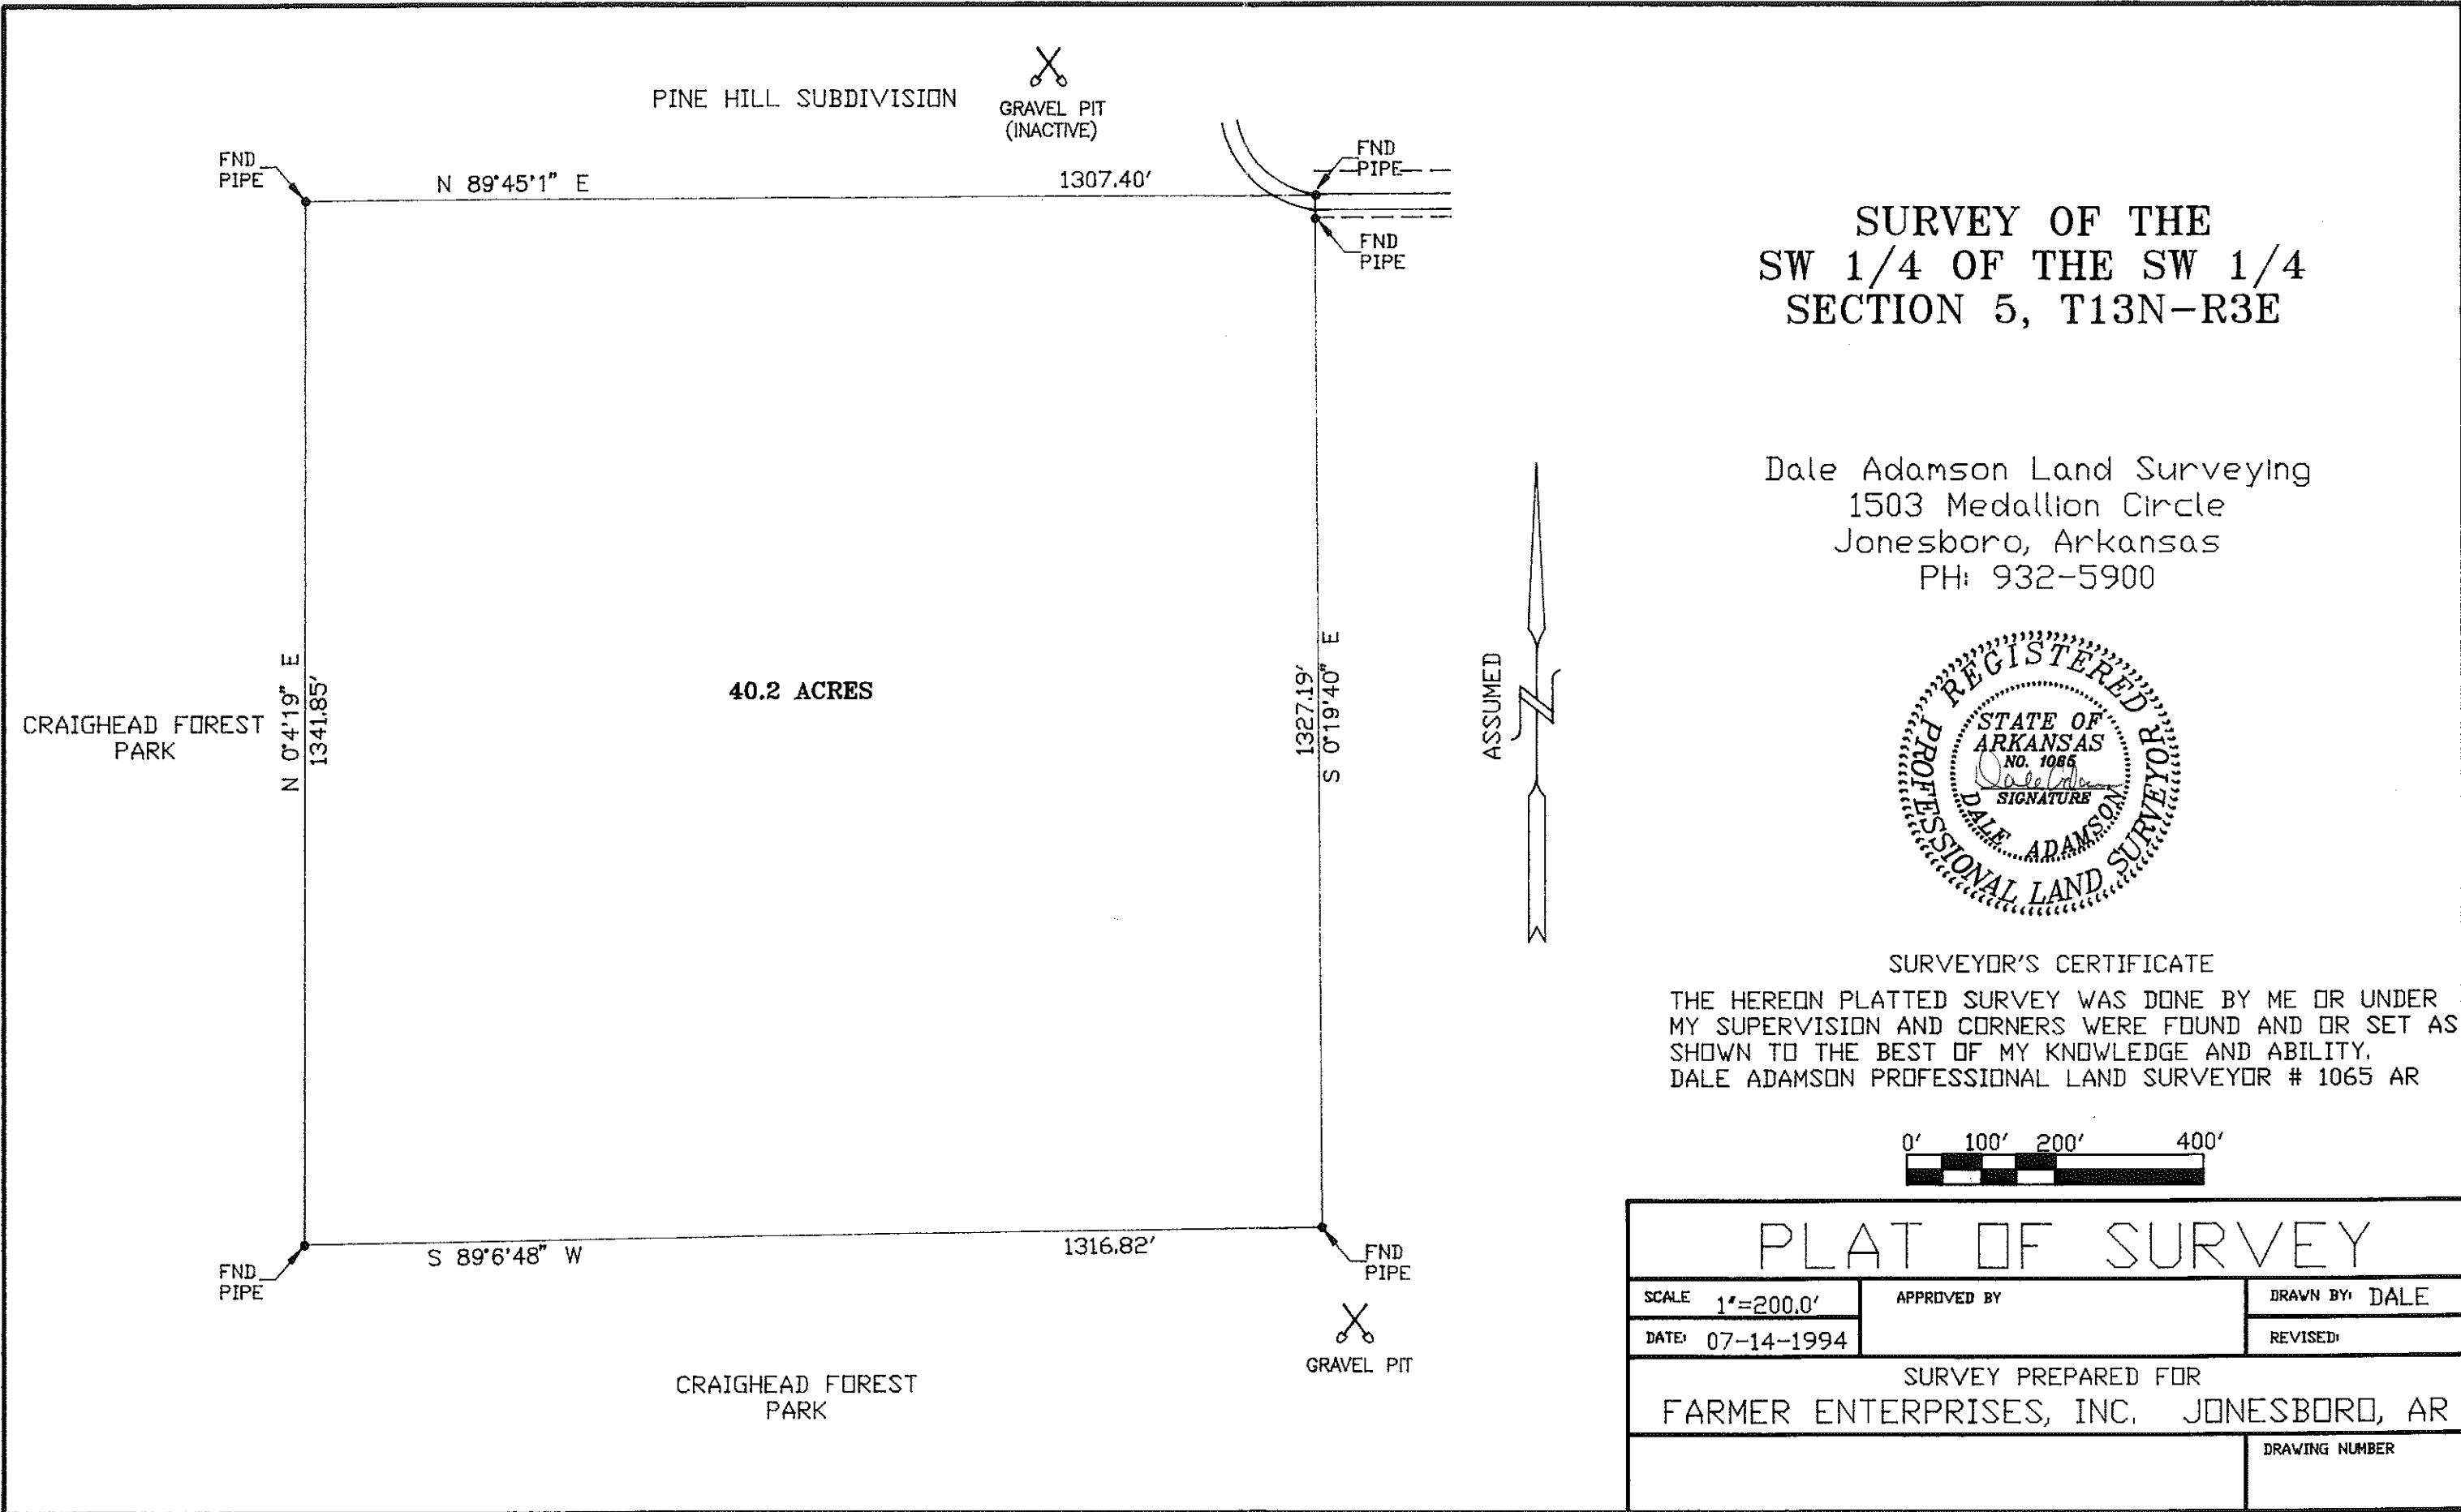 PINE HILL SUBDIVISION
GRAVEL PIT
(INACTIVE)
FND
PIPE
N 89°45'1" E
1307.40'
FND
PIPE
FND
PIPE
N 0°4'19" E
1341.85'
40.2 ACRES
1327.19'
S 0°19'40" E
CRAIGHEAD FOREST
PARK
FND
PIPE
S 89°6'48" W
1316.82'
FND
PIPE
GRAVEL PIT
CRAIGHEAD FOREST
PARK
ASSUMED
SURVEY OF THE
SW 1/4 OF THE SW 1/4
SECTION 5, T13N-R3E
Dale Adamson Land Surveying
1503 Medallion Circle
Jonesboro, Arkansas
PH: 932-5900
REGISTERED
PROFESSIONAL LAND SURVEYOR
STATE OF
ARKANSAS
NO. 1065
Dale Adamson
SIGNATURE
DALE ADAMSON
SURVEYOR'S CERTIFICATE
THE HEREON PLATTED SURVEY WAS DONE BY ME OR UNDER
MY SUPERVISION AND CORNERS WERE FOUND AND OR SET AS
SHOWN TO THE BEST OF MY KNOWLEDGE AND ABILITY.
DALE ADAMSON PROFESSIONAL LAND SURVEYOR # 1065 AR
0' 100' 200' 400'
PLAT OF SURVEY
SCALE 1"=200.0'
APPROVED BY
DRAWN BY: DALE
DATE: 07-14-1994
REVISED:
SURVEY PREPARED FOR
FARMER ENTERPRISES, INC. JONESBORO, AR
DRAWING NUMBER